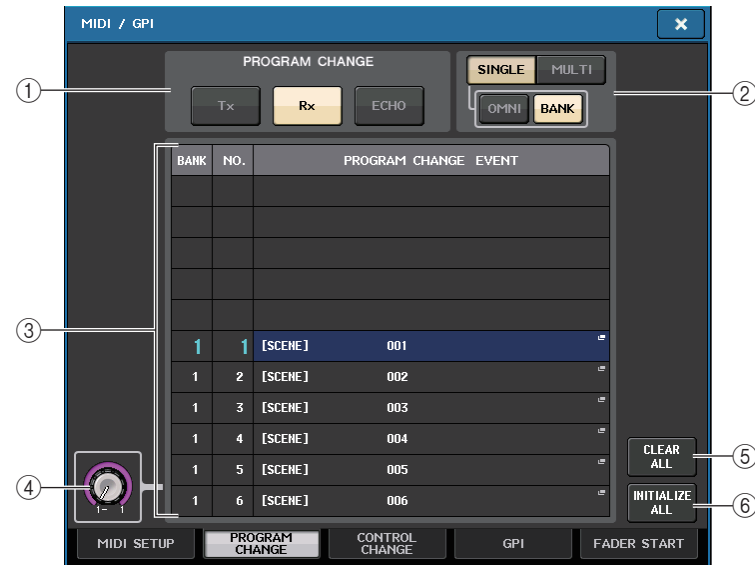 MIDI / GPI
PROGRAM CHANGE
Tx
Rx
ECHO
SINGLE
MULTI
OMNI
BANK
①
②
③
④
⑤
⑥
BANK NO. PROGRAM CHANGE EVENT
1 1 [SCENE] 001
1 2 [SCENE] 002
1 3 [SCENE] 003
1 4 [SCENE] 004
1 5 [SCENE] 005
1 6 [SCENE] 006
1- 1
CLEAR
ALL
INITIALIZE
ALL
MIDI SETUP
PROGRAM
CHANGE
CONTROL
CHANGE
GPI
FADER START